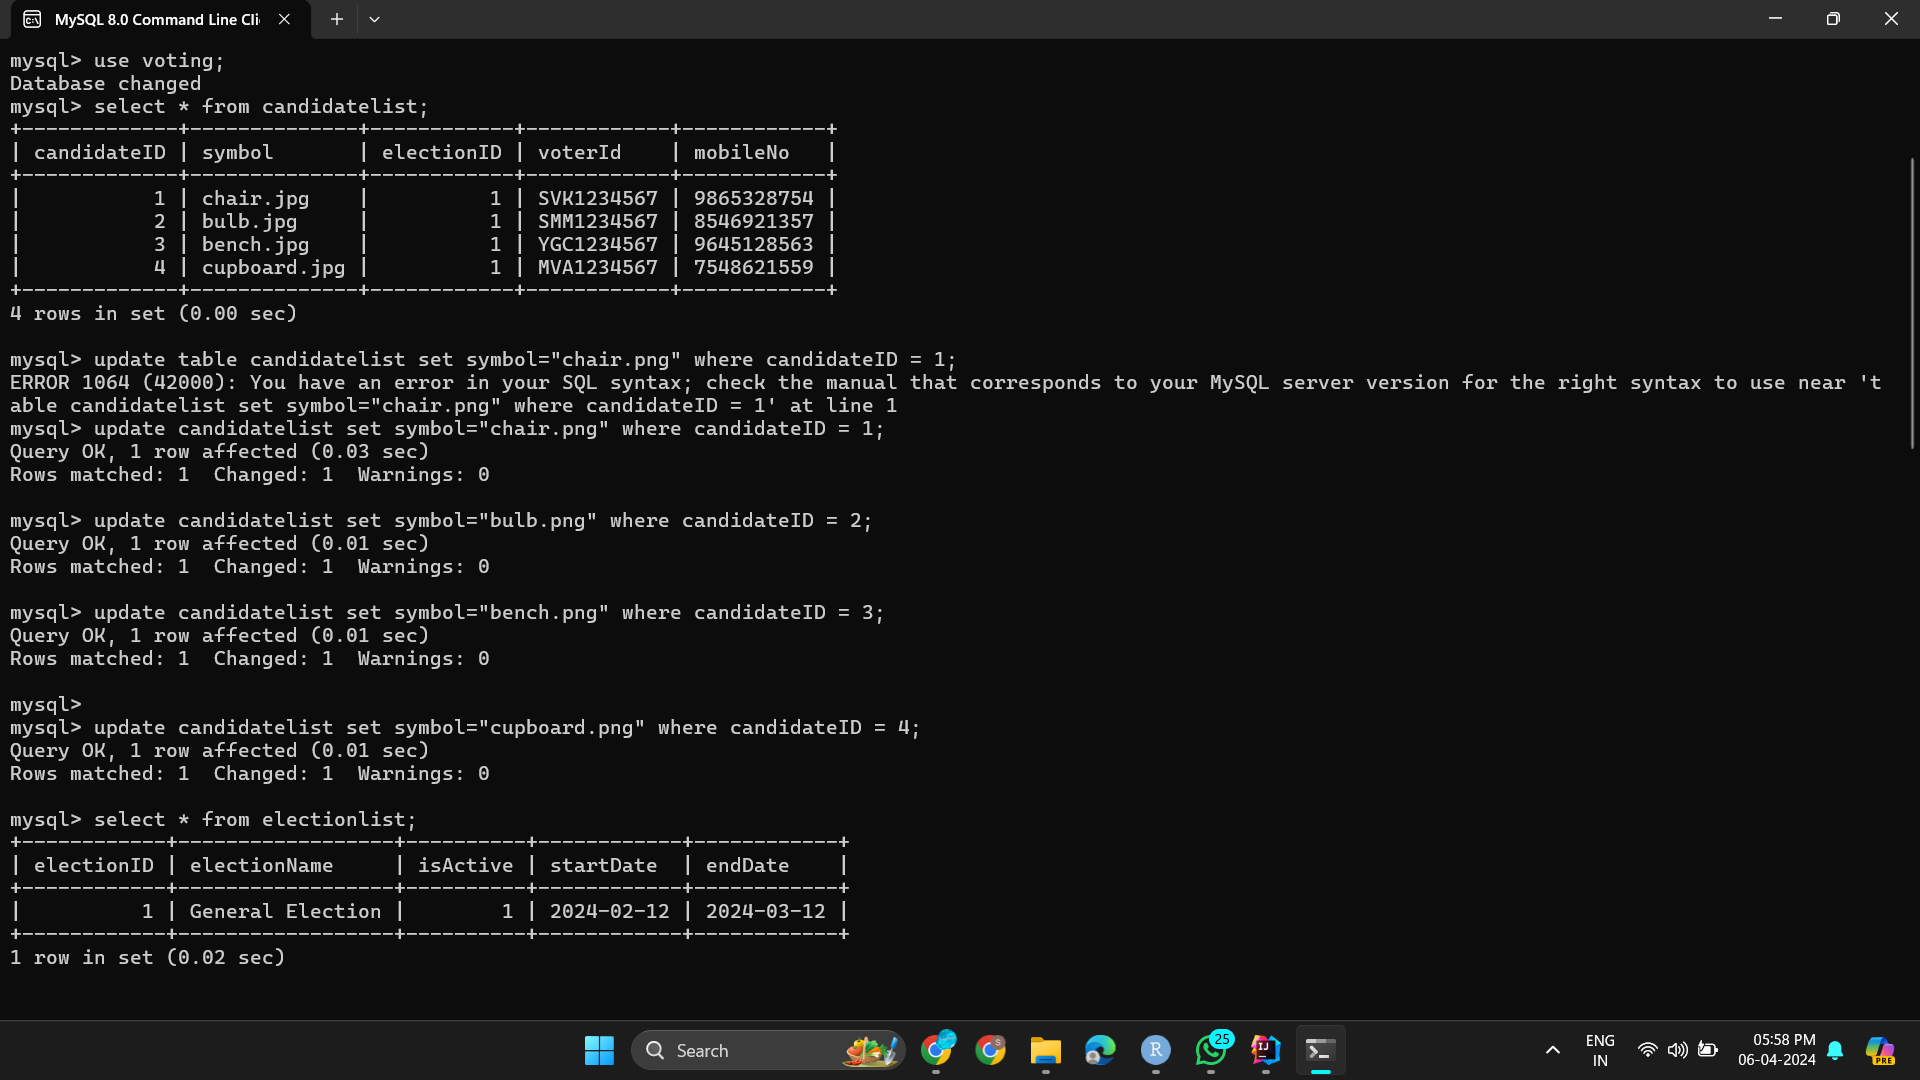 MySQL 8.0 Command Line Cli
mysql> use voting;
Database changed
mysql> select * from candidatelist;
+-------------+--------------+------------+------------+------------+
| candidateID | symbol       | electionID | voterId    | mobileNo   |
+-------------+--------------+------------+------------+------------+
|           1 | chair.jpg    |          1 | SVK1234567 | 9865328754 |
|           2 | bulb.jpg     |          1 | SMM1234567 | 8546921357 |
|           3 | bench.jpg    |          1 | YGC1234567 | 9645128563 |
|           4 | cupboard.jpg |          1 | MVA1234567 | 7548621559 |
+-------------+--------------+------------+------------+------------+
4 rows in set (0.00 sec)
mysql> update table candidatelist set symbol="chair.png" where candidateID = 1;
ERROR 1064 (42000): You have an error in your SQL syntax; check the manual that corresponds to your MySQL server version for the right syntax to use near 't
able candidatelist set symbol="chair.png" where candidateID = 1' at line 1
mysql> update candidatelist set symbol="chair.png" where candidateID = 1;
Query OK, 1 row affected (0.03 sec)
Rows matched: 1  Changed: 1  Warnings: 0
mysql> update candidatelist set symbol="bulb.png" where candidateID = 2;
Query OK, 1 row affected (0.01 sec)
Rows matched: 1  Changed: 1  Warnings: 0
mysql> update candidatelist set symbol="bench.png" where candidateID = 3;
Query OK, 1 row affected (0.01 sec)
Rows matched: 1  Changed: 1  Warnings: 0
mysql>
mysql> update candidatelist set symbol="cupboard.png" where candidateID = 4;
Query OK, 1 row affected (0.01 sec)
Rows matched: 1  Changed: 1  Warnings: 0
mysql> select * from electionlist;
+------------+------------------+----------+------------+------------+
| electionID | electionName     | isActive | startDate  | endDate    |
+------------+------------------+----------+------------+------------+
|          1 | General Election |        1 | 2024-02-12 | 2024-03-12 |
+------------+------------------+----------+------------+------------+
1 row in set (0.02 sec)
Search
S
R
25
IJ
ENG
IN
05:58 PM
06-04-2024
PRE